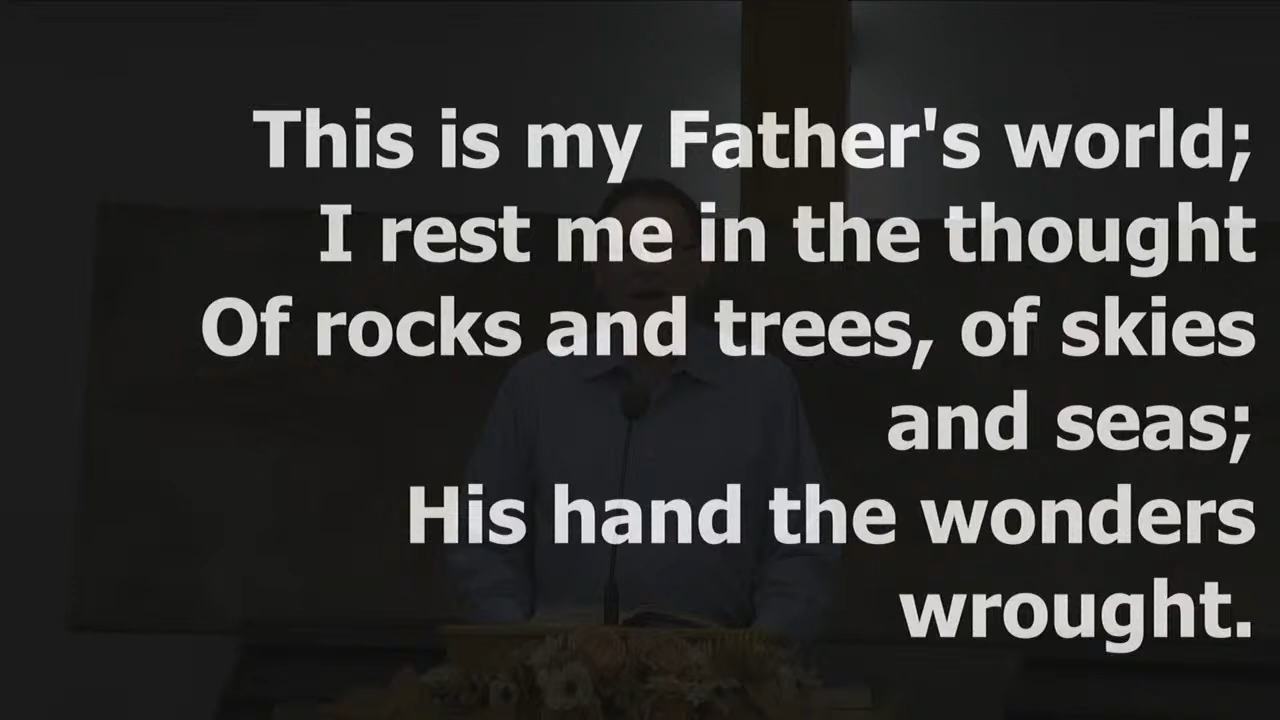 This is my Father's world;
I rest me in the thought
Of rocks and trees, of skies
and seas;
His hand the wonders
wrought.